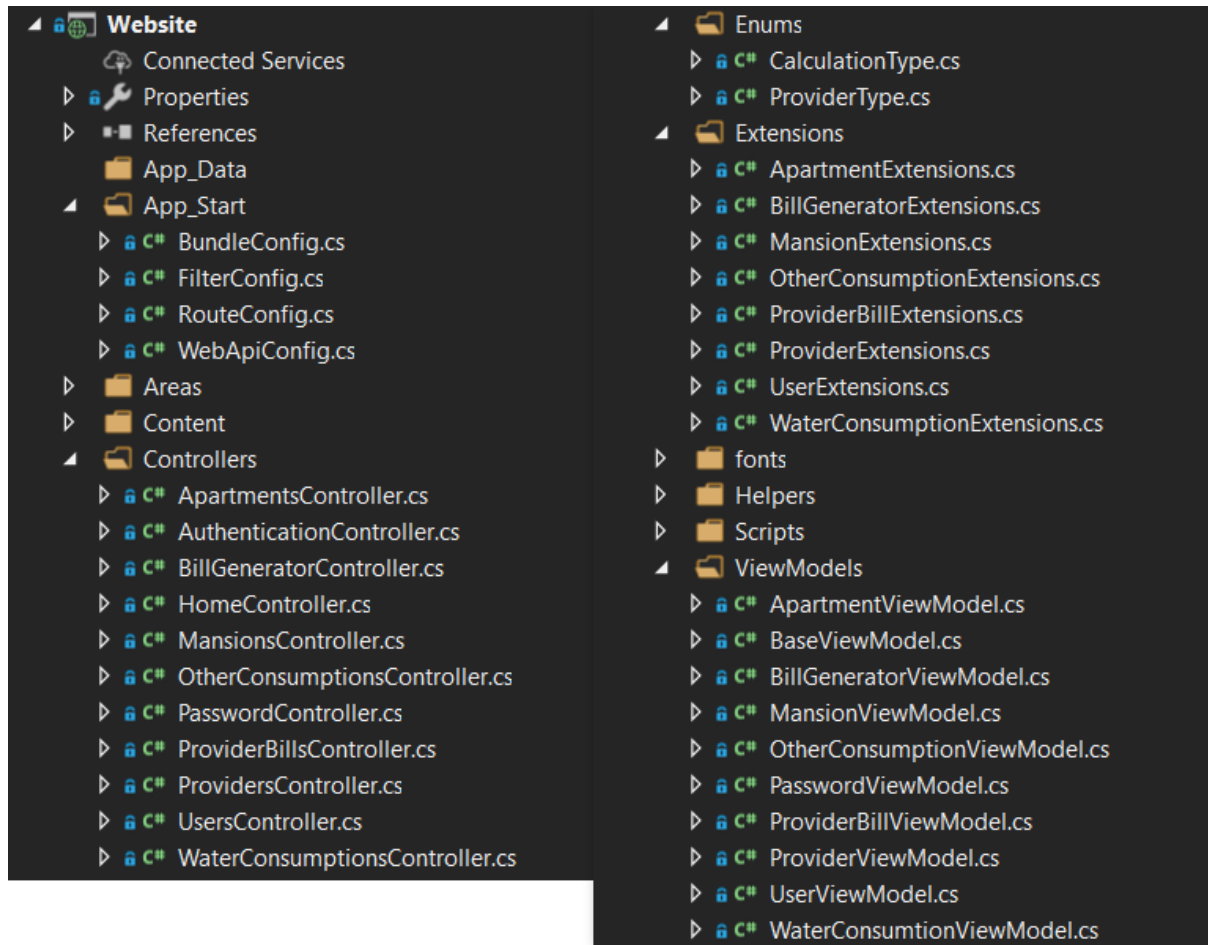 Website
Connected Services
Properties
References
App_Data
App_Start
C# BundleConfig.cs
C# FilterConfig.cs
C# RouteConfig.cs
C# WebApiConfig.cs
Areas
Content
Controllers
C# ApartmentsController.cs
C# AuthenticationController.cs
C# BillGeneratorController.cs
C# HomeController.cs
C# MansionsController.cs
C# OtherConsumptionsController.cs
C# PasswordController.cs
C# ProviderBillsController.cs
C# ProvidersController.cs
C# UsersController.cs
C# WaterConsumptionsController.cs
Enums
C# CalculationType.cs
C# ProviderType.cs
Extensions
C# ApartmentExtensions.cs
C# BillGeneratorExtensions.cs
C# MansionExtensions.cs
C# OtherConsumptionExtensions.cs
C# ProviderBillExtensions.cs
C# ProviderExtensions.cs
C# UserExtensions.cs
C# WaterConsumptionExtensions.cs
fonts
Helpers
Scripts
ViewModels
C# ApartmentViewModel.cs
C# BaseViewModel.cs
C# BillGeneratorViewModel.cs
C# MansionViewModel.cs
C# OtherConsumptionViewModel.cs
C# PasswordViewModel.cs
C# ProviderBillViewModel.cs
C# ProviderViewModel.cs
C# UserViewModel.cs
C# WaterConsumtionViewModel.cs